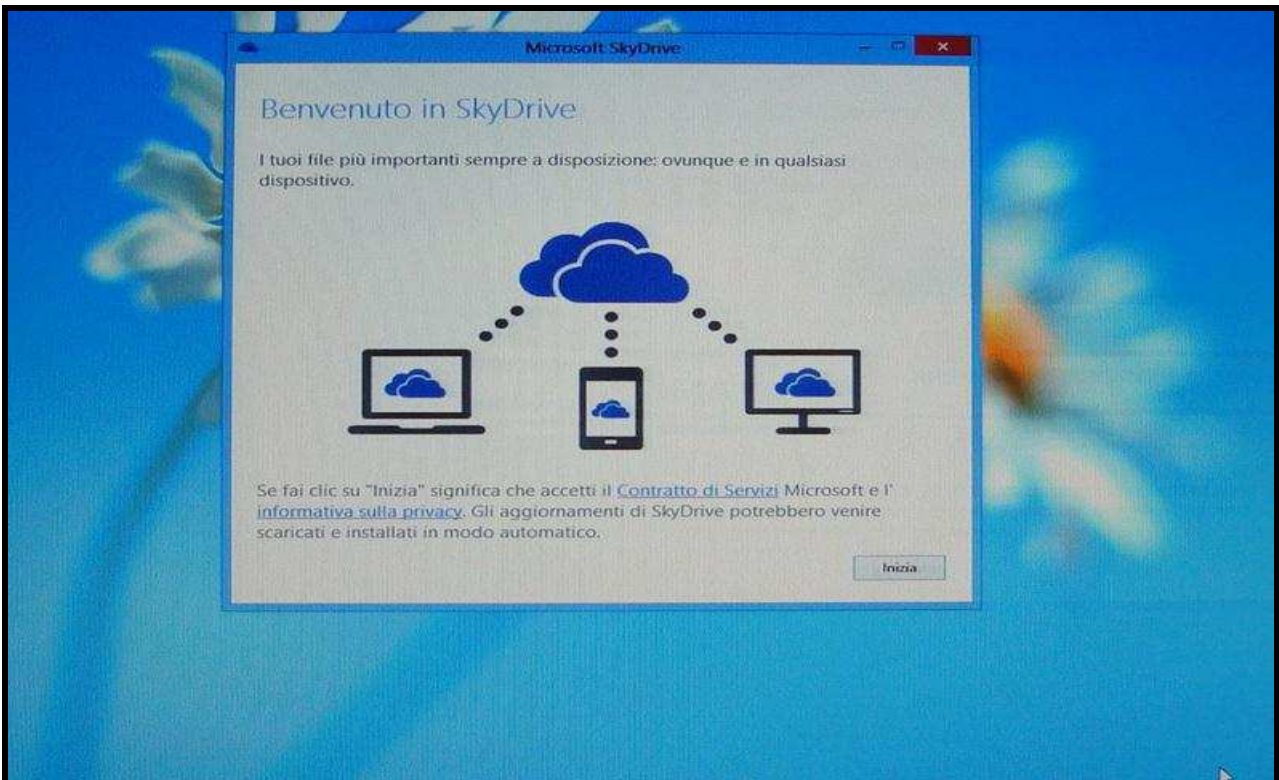 Microsoft SkyDrive
Benvenuto in SkyDrive
I tuoi file più importanti sempre a disposizione: ovunque e in qualsiasi
dispositivo.
Se fai clic su "Inizia" significa che accetti il Contratto di Servizi Microsoft e l'
informativa sulla privacy. Gli aggiornamenti di SkyDrive potrebbero venire
scaricati e installati in modo automatico.
Inizia